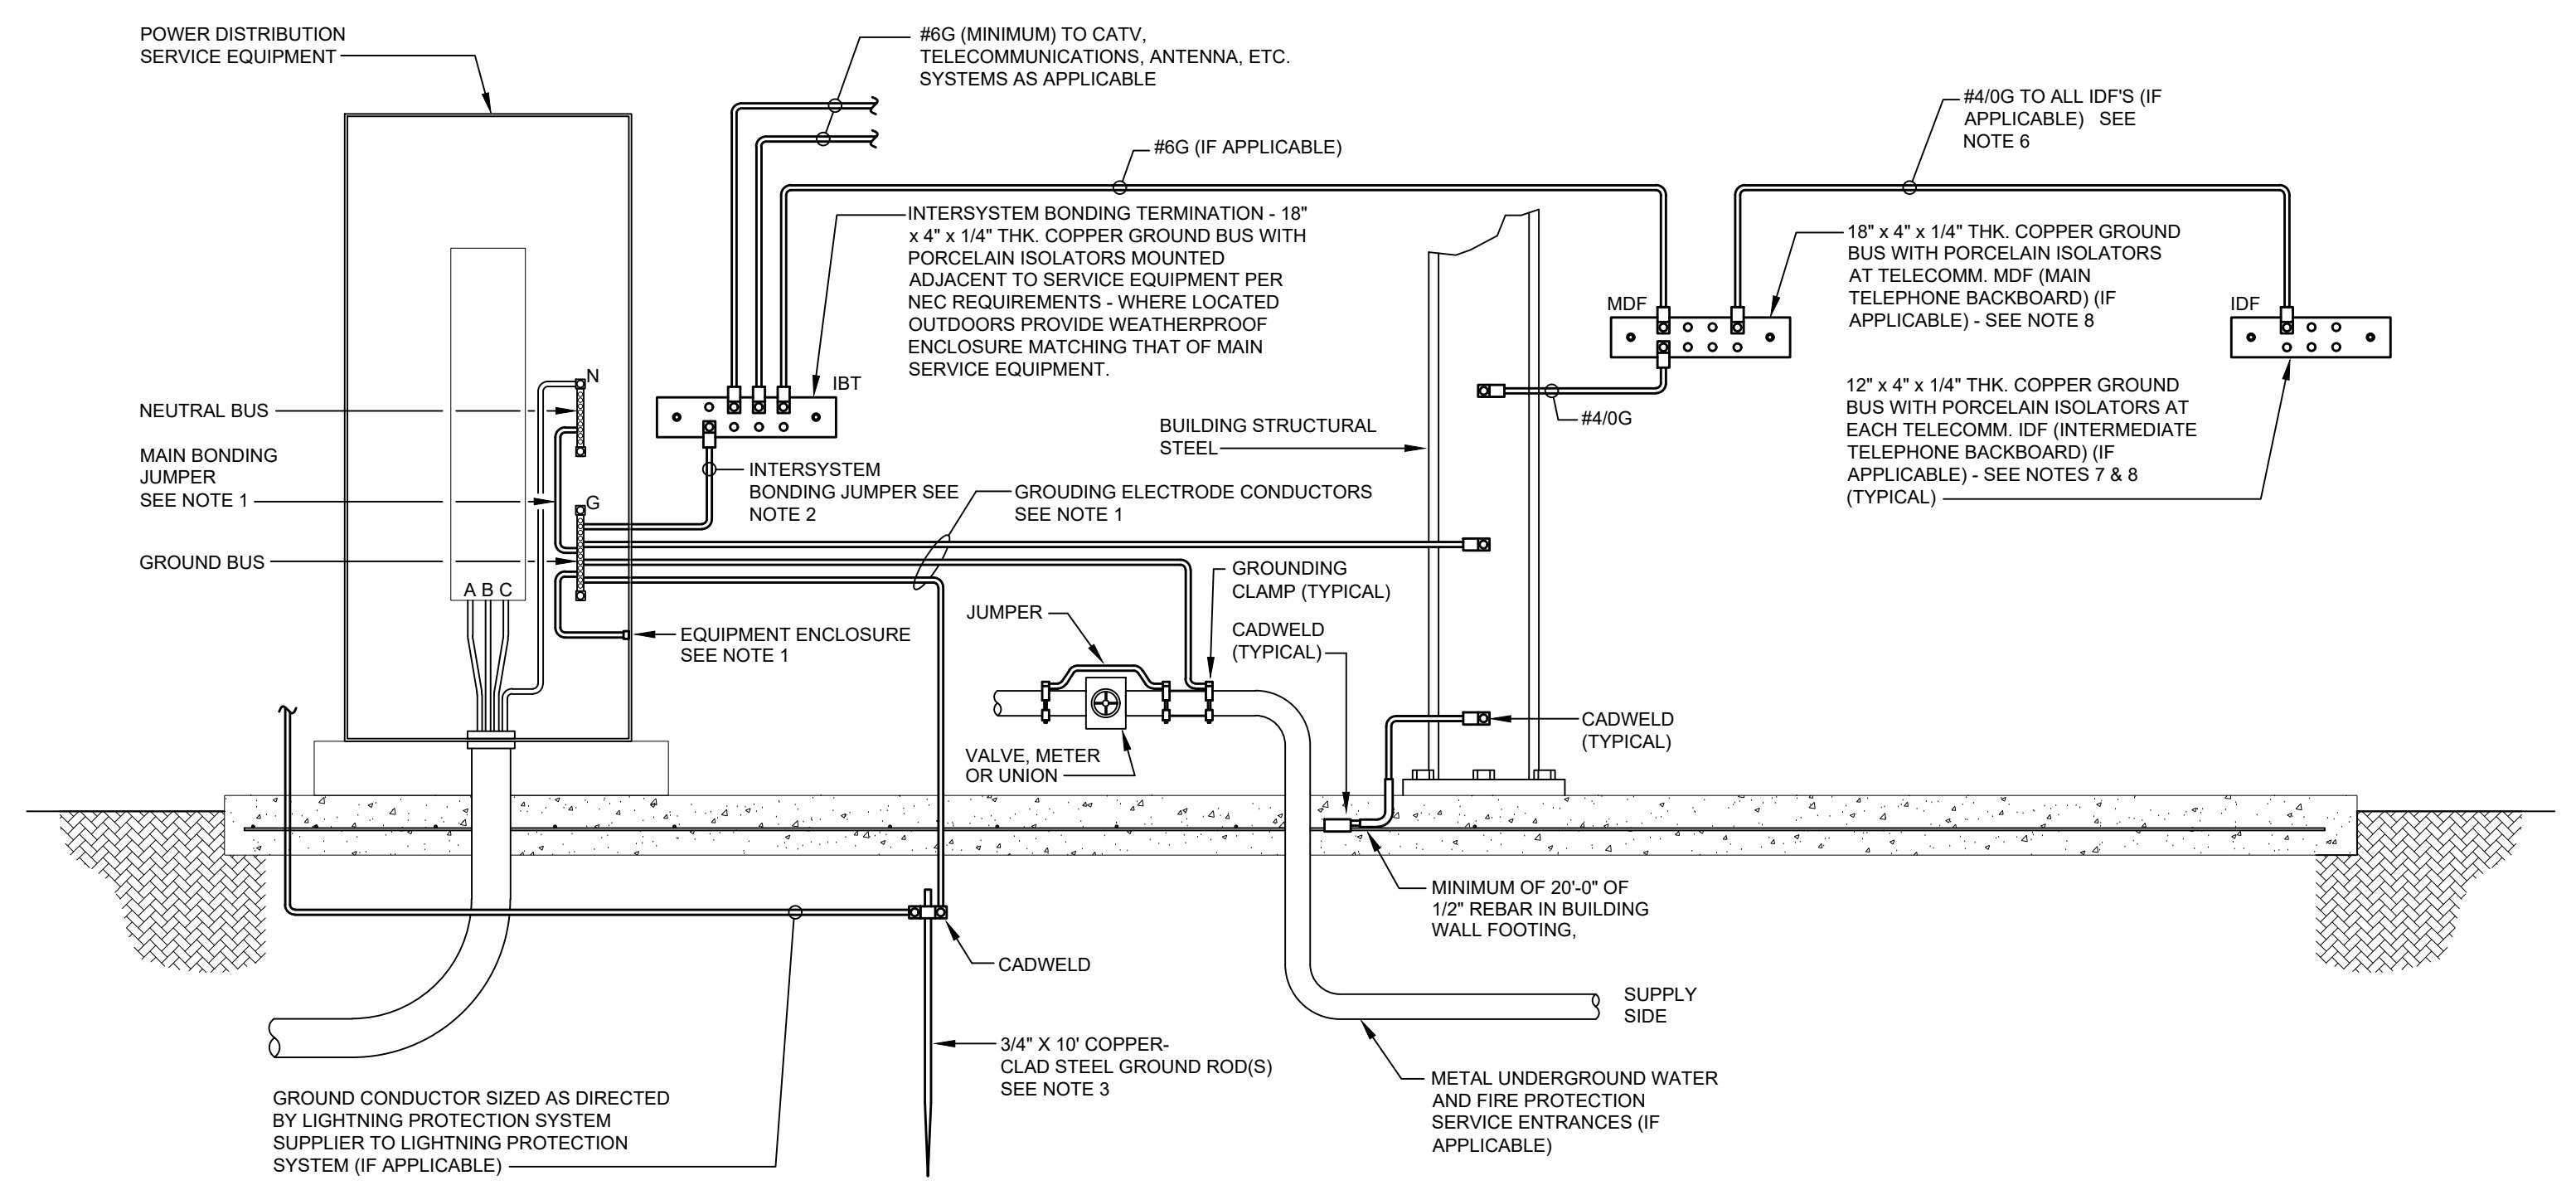 POWER DISTRIBUTION
SERVICE EQUIPMENT
#6G (MINIMUM) TO CATV,
TELECOMMUNICATIONS, ANTENNA, ETC.
SYSTEMS AS APPLICABLE
#4/0G TO ALL IDF'S (IF
APPLICABLE) SEE
NOTE 6
#6G (IF APPLICABLE)
INTERSYSTEM BONDING TERMINATION - 18"
x 4" x 1/4" THK. COPPER GROUND BUS WITH
PORCELAIN ISOLATORS MOUNTED
ADJACENT TO SERVICE EQUIPMENT PER
NEC REQUIREMENTS - WHERE LOCATED
OUTDOORS PROVIDE WEATHERPROOF
ENCLOSURE MATCHING THAT OF MAIN
SERVICE EQUIPMENT.
18" x 4" x 1/4" THK. COPPER GROUND
BUS WITH PORCELAIN ISOLATORS
AT TELECOMM. MDF (MAIN
TELEPHONE BACKBOARD) (IF
APPLICABLE) - SEE NOTE 8
MDF
IDF
IBT
N
NEUTRAL BUS
12" x 4" x 1/4" THK. COPPER GROUND
BUS WITH PORCELAIN ISOLATORS AT
EACH TELECOMM. IDF (INTERMEDIATE
TELEPHONE BACKBOARD) (IF
APPLICABLE) - SEE NOTES 7 & 8
(TYPICAL)
#4/0G
BUILDING STRUCTURAL
STEEL
MAIN BONDING
JUMPER
SEE NOTE 1
INTERSYSTEM
BONDING JUMPER SEE
NOTE 2
GROUDING ELECTRODE CONDUCTORS
SEE NOTE 1
G
GROUND BUS
A B C
GROUNDING
CLAMP (TYPICAL)
JUMPER
CADWELD
(TYPICAL)
EQUIPMENT ENCLOSURE
SEE NOTE 1
CADWELD
(TYPICAL)
VALVE, METER
OR UNION
MINIMUM OF 20'-0" OF
1/2" REBAR IN BUILDING
WALL FOOTING,
CADWELD
SUPPLY
SIDE
3/4" X 10' COPPER-
CLAD STEEL GROUND ROD(S)
SEE NOTE 3
METAL UNDERGROUND WATER
AND FIRE PROTECTION
SERVICE ENTRANCES (IF
APPLICABLE)
GROUND CONDUCTOR SIZED AS DIRECTED
BY LIGHTNING PROTECTION SYSTEM
SUPPLIER TO LIGHTNING PROTECTION
SYSTEM (IF APPLICABLE)